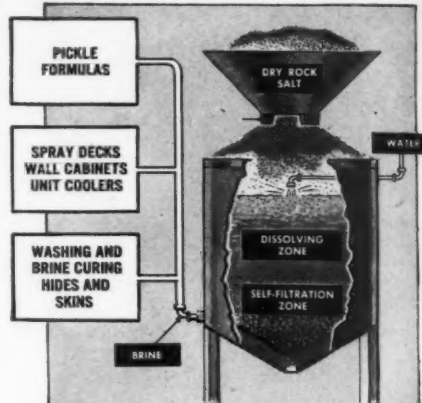 PICKLE
FORMULAS
SPRAY DECKS
WALL CABINETS
UNIT COOLERS
WASHING AND
BRINE CURING
HIDES AND
SKINS
BRINE
DRY ROCK
SALT
WATER
DISSOLVING
ZONE
SELF-FILTRATION
ZONE